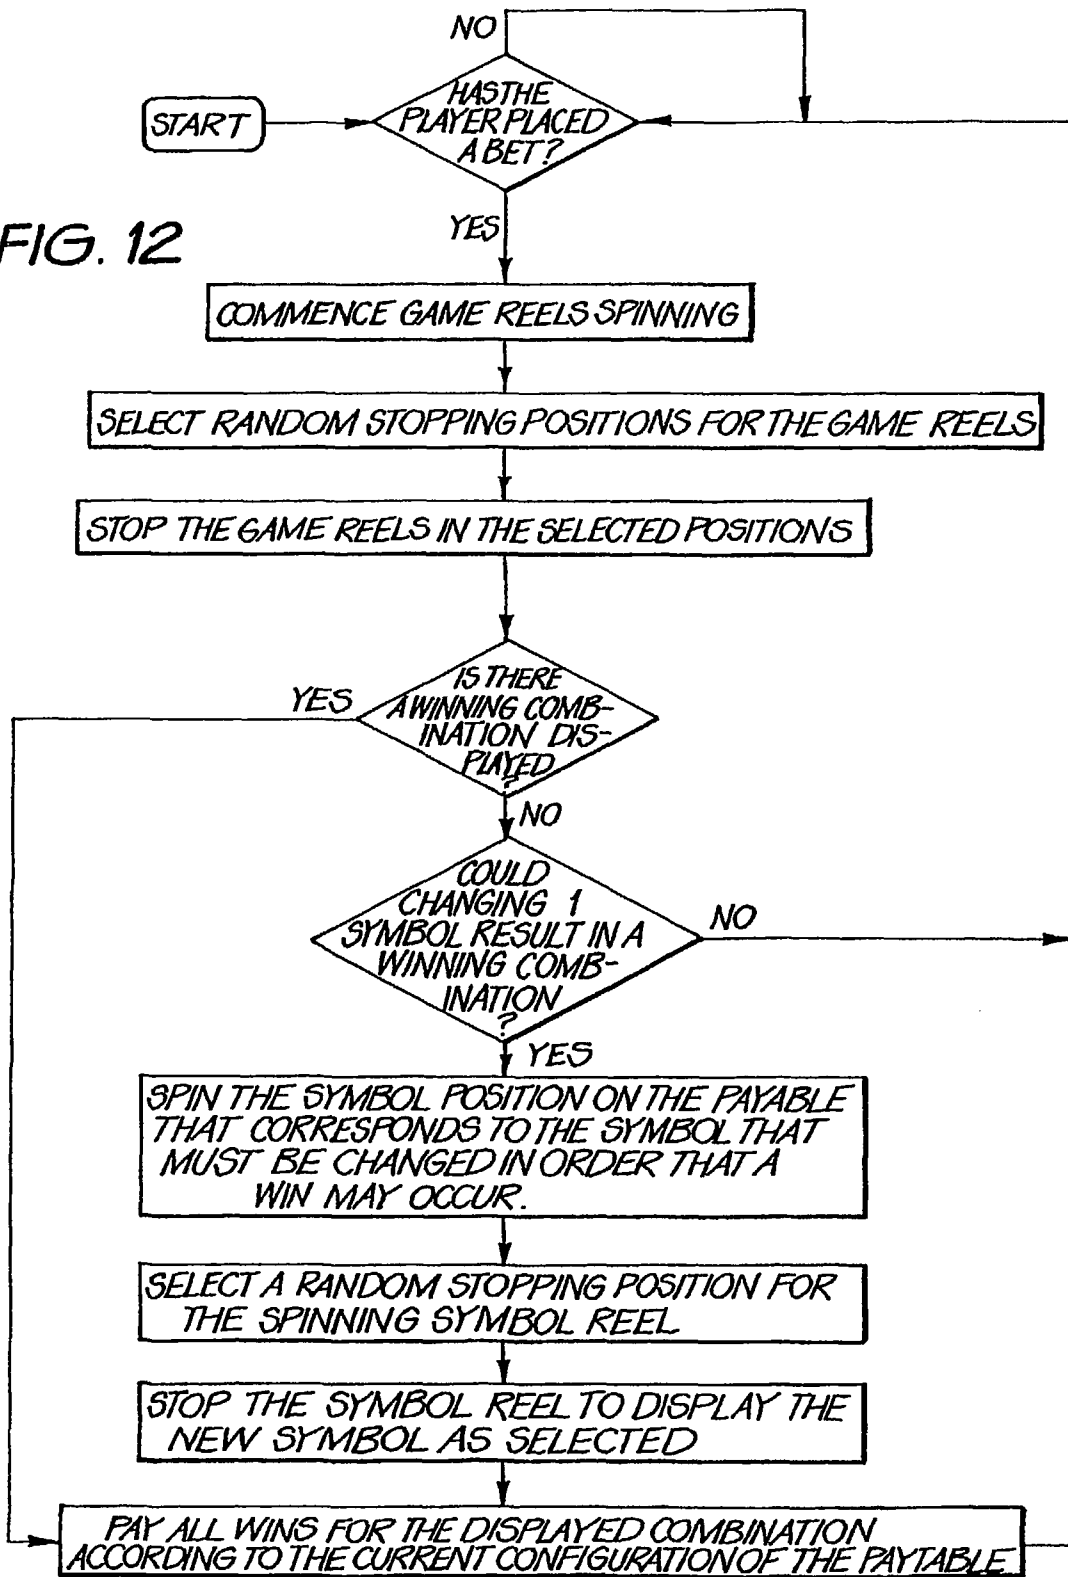 NO
HAS THE
PLAYER PLACED
A BET?
START
YES
FIG. 12
COMMENCE GAME REELS SPINNING
SELECT RANDOM STOPPING POSITIONS FOR THE GAME REELS
STOP THE GAME REELS IN THE SELECTED POSITIONS
IS THERE
A WINNING COMB-
INATION DIS-
PLAYED
?
YES
NO
COULD
CHANGING 1
SYMBOL RESULT IN A
WINNING COMB-
INATION
?
NO
YES
SPIN THE SYMBOL POSITION ON THE PAYABLE
THAT CORRESPONDS TO THE SYMBOL THAT
MUST BE CHANGED IN ORDER THAT A
WIN MAY OCCUR.
SELECT A RANDOM STOPPING POSITION FOR
THE SPINNING SYMBOL REEL
STOP THE SYMBOL REEL TO DISPLAY THE
NEW SYMBOL AS SELECTED
PAY ALL WINS FOR THE DISPLAYED COMBINATION
ACCORDING TO THE CURRENT CONFIGURATION OF THE PAYTABLE